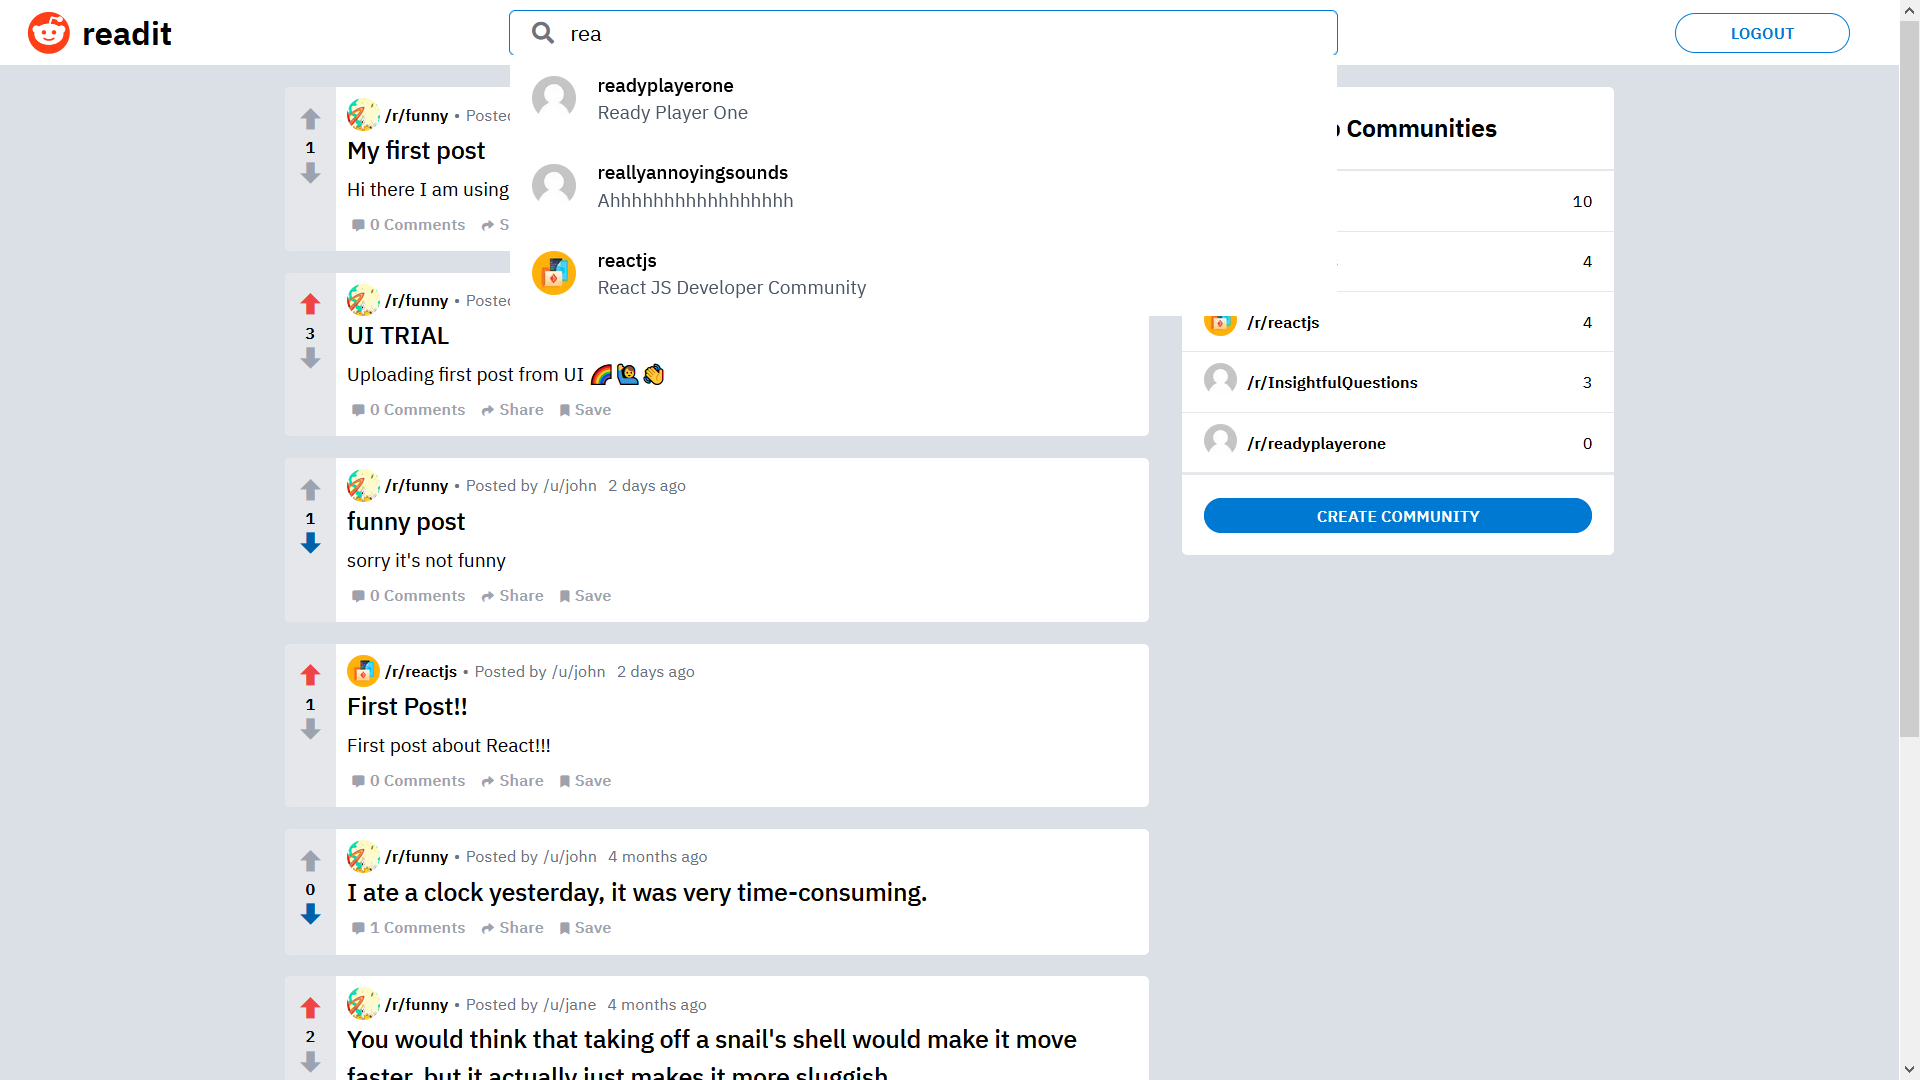 readit
rea
LOGOUT
readyplayerone
Ready Player One
reallyannoyingsounds
Ahhhhhhhhhhhhhhhhh
reactjs
React JS Developer Community
/r/funny • Posted
1
My first post
Hi there I am using
0 Comments
/r/funny • Posted
3
UI TRIAL
Uploading first post from UI 🌈🙋👏
0 Comments Share Save
/r/funny • Posted by /u/john 2 days ago
1
funny post
sorry it's not funny
0 Comments Share Save
/r/reactjs • Posted by /u/john 2 days ago
1
First Post!!
First post about React!!!
0 Comments Share Save
/r/funny • Posted by /u/john 4 months ago
0
I ate a clock yesterday, it was very time-consuming.
1 Comments Share Save
/r/funny • Posted by /u/jane 4 months ago
2
You would think that taking off a snail's shell would make it move
faster, but it actually just makes it more sluggish.
Communities
10
4
/r/reactjs 4
/r/InsightfulQuestions 3
/r/readyplayerone 0
CREATE COMMUNITY